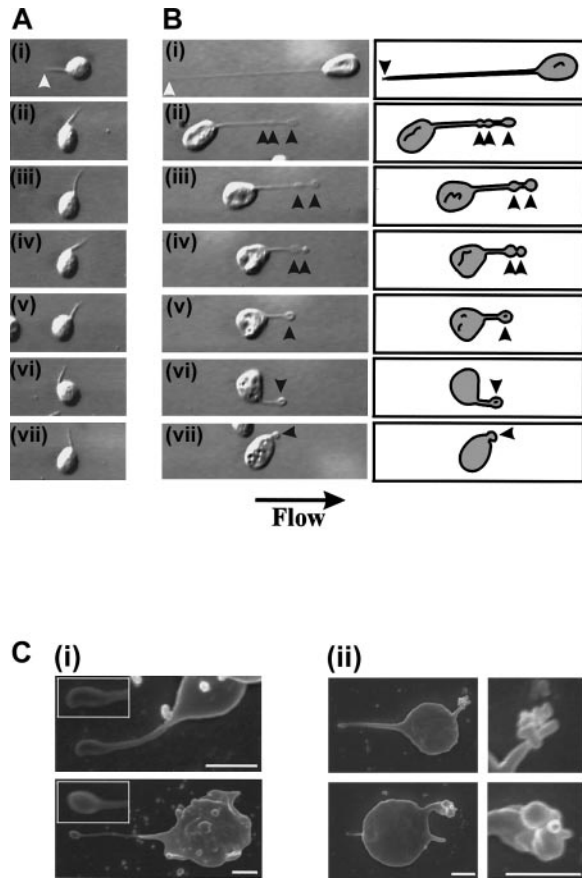 A B
(i) (i)
(ii) (ii)
(iii) (iii)
(iv) (iv)
(v) (v)
(vi) (vi)
(vii) (vii)
Flow
C (i) (ii)